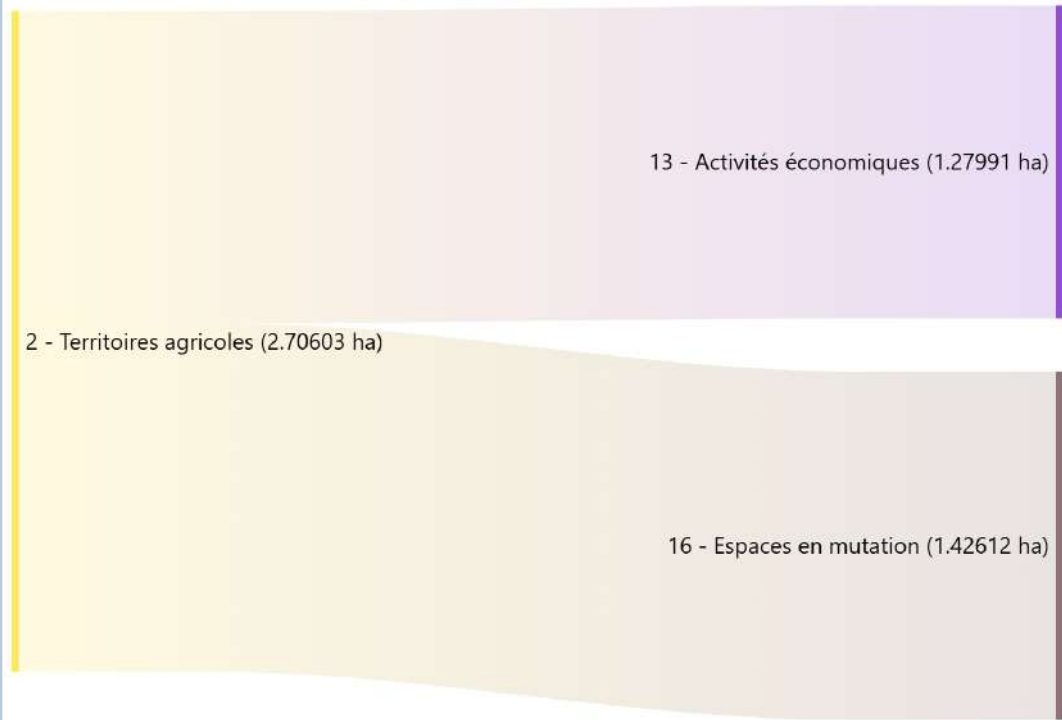 13 - Activités économiques (1.27991 ha)
2 - Territoires agricoles (2.70603 ha)
16 - Espaces en mutation (1.42612 ha)